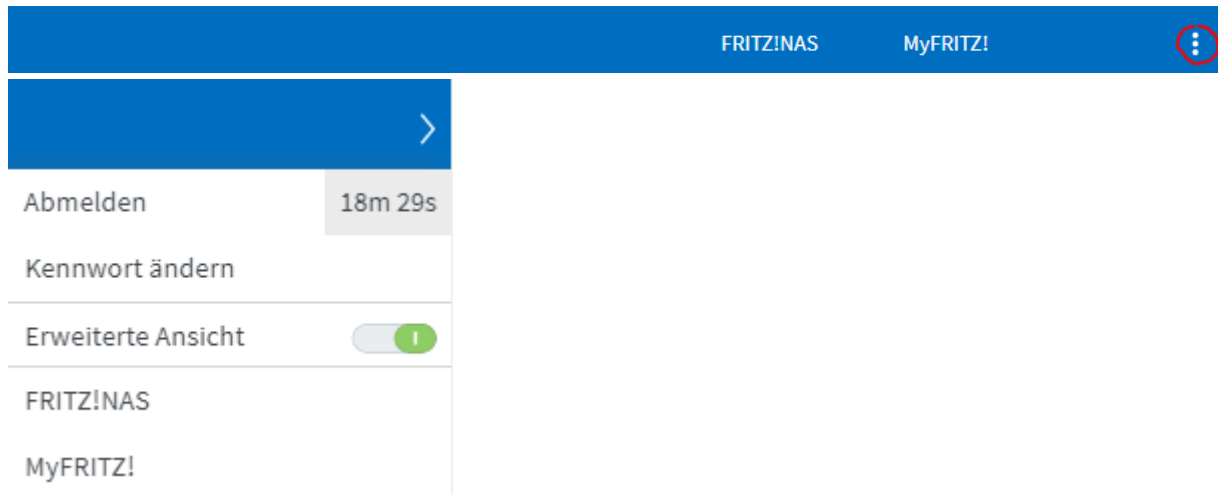 FRITZ!NAS MyFRITZ!
Abmelden 18m 29s
Kennwort ändern
Erweiterte Ansicht
FRITZ!NAS
MyFRITZ!